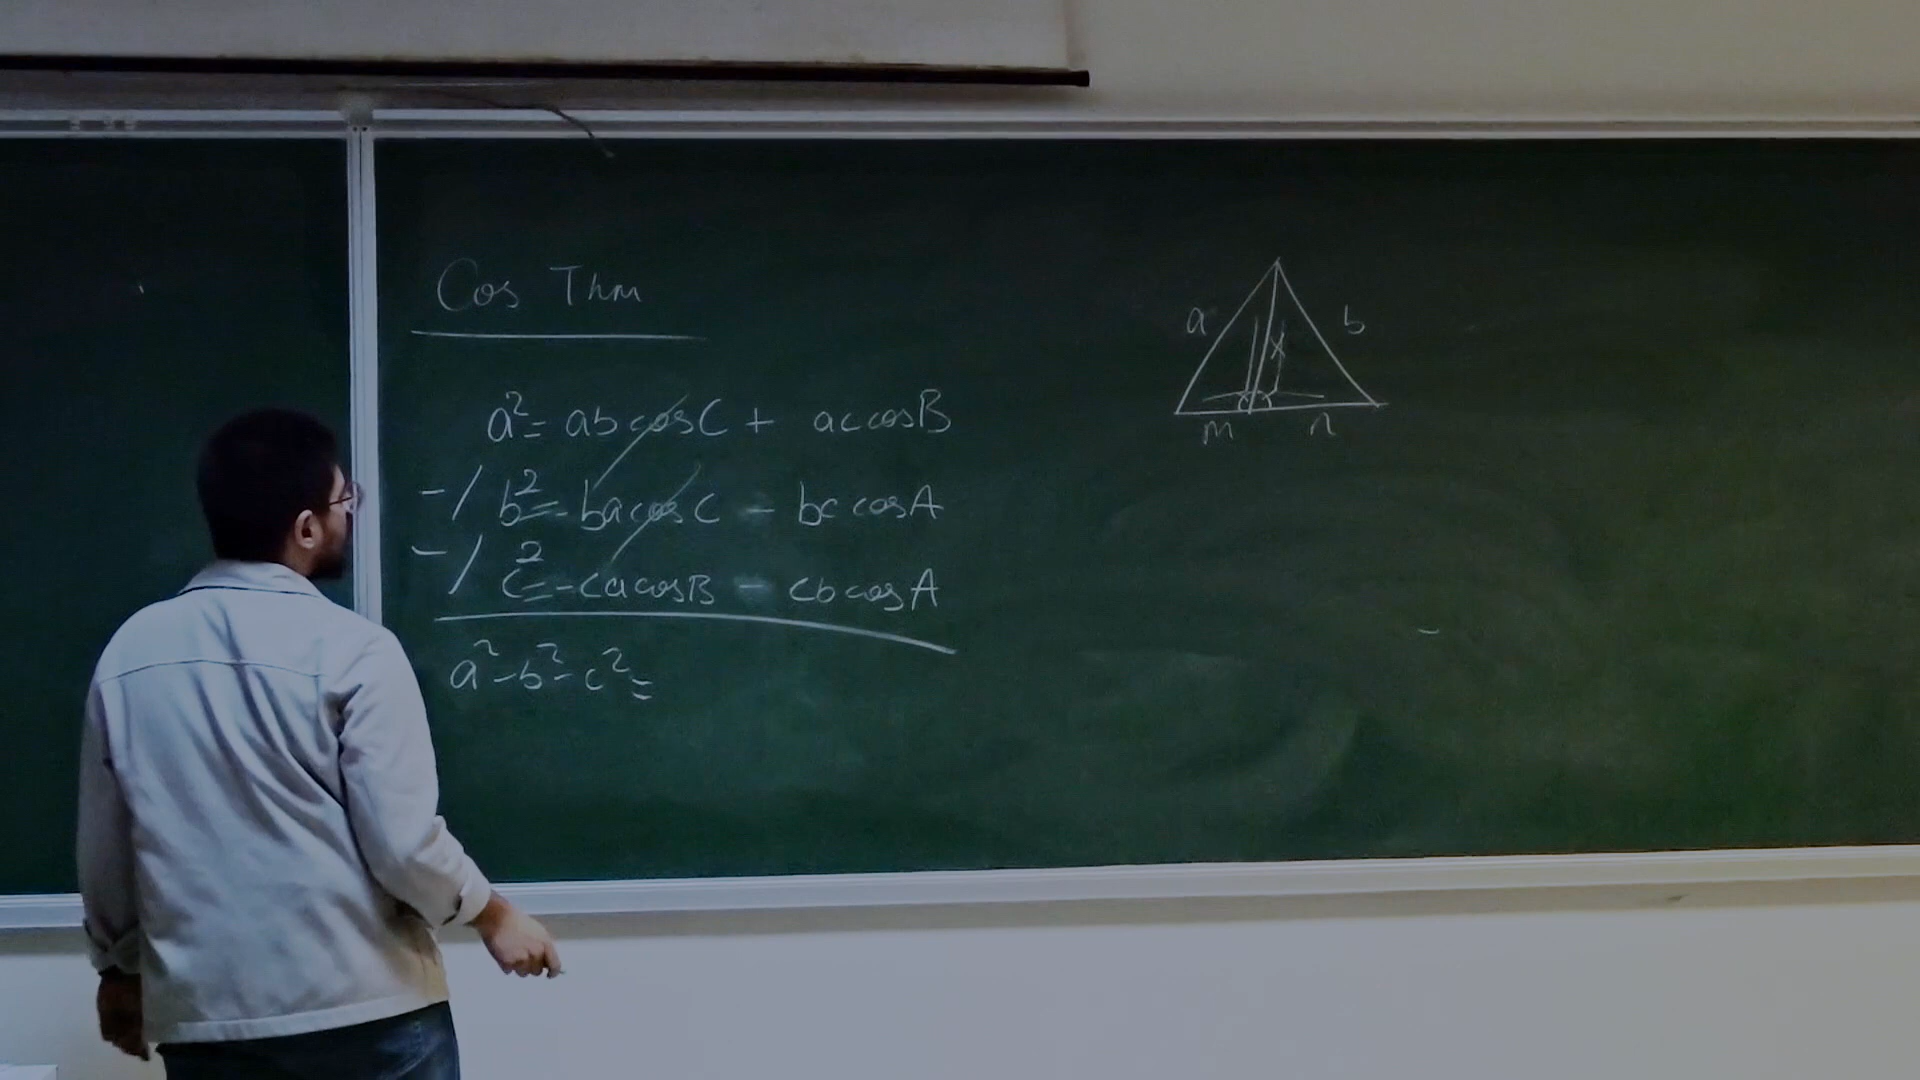 Cos Thm
a² = ab cos C + ac cos B
-/ b² = -ba cos C - bc cos A
-/ c² = -ca cos B - cb cos A
a² - b² - c² =
a b
x
m n